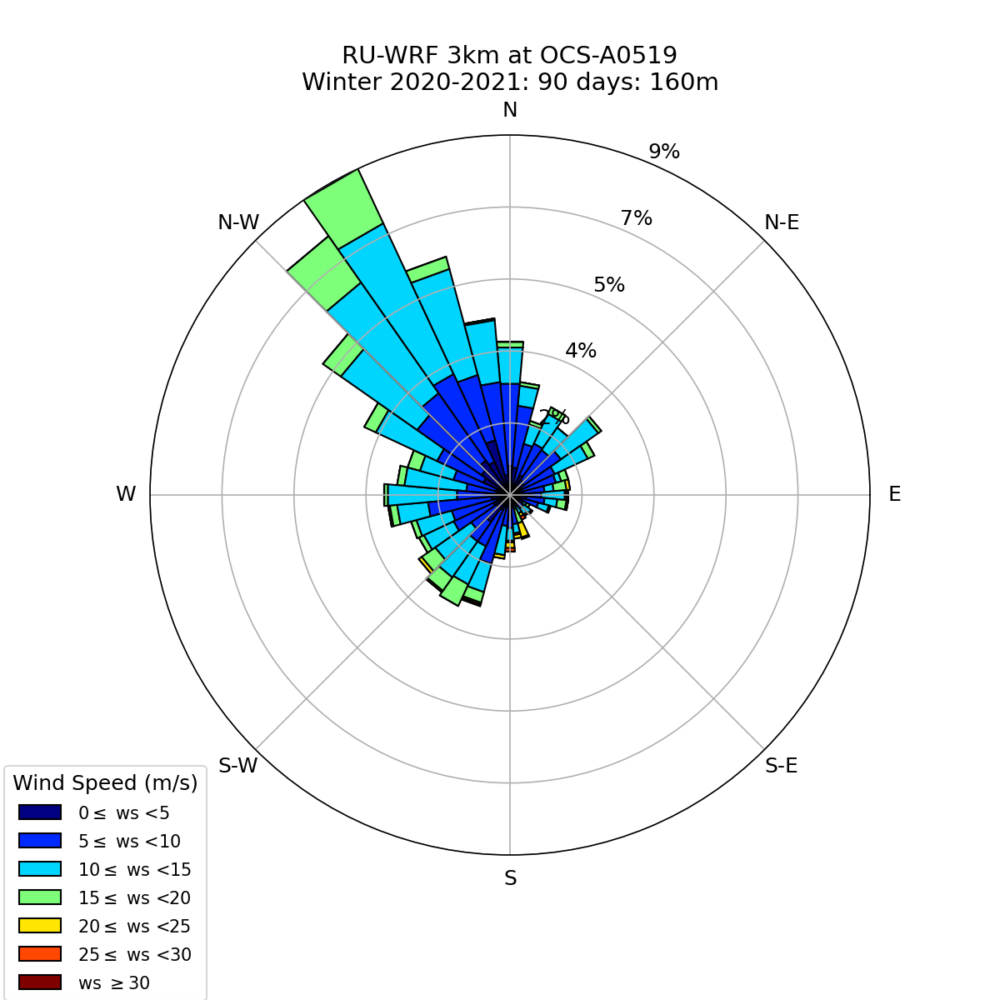 RU-WRF 3km at OCS-A0519
Winter 2020-2021: 90 days: 160m
N
9%
N-W
7%
N-E
5%
4%
2%
W
E
S-W
S-E
S
Wind Speed (m/s)
0≤ ws <5
5≤ ws <10
10≤ ws <15
15≤ ws <20
20≤ ws <25
25≤ ws <30
ws ≥30